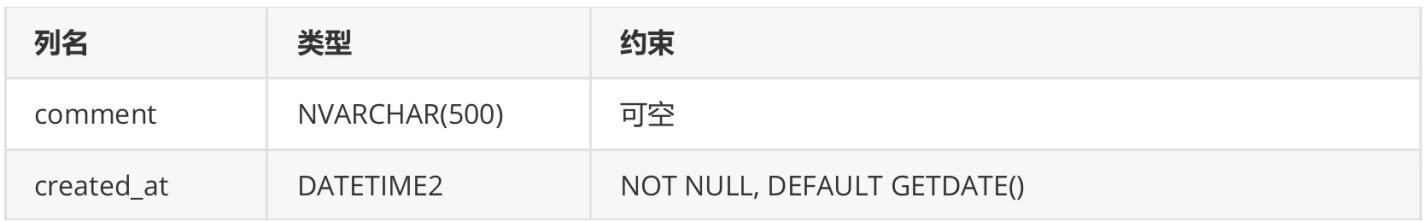 列名 类型 约束
comment NVARCHAR(500) 可空
created_at DATETIME2 NOT NULL, DEFAULT GETDATE()